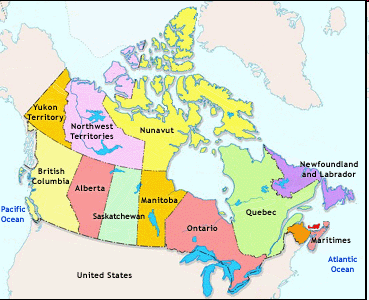 Yukon
Territory
Northwest
Territories
Nunavut
British
Columbia
Alberta
Saskatchewan
Manitoba
Ontario
Quebec
Newfoundland
and Labrador
Maritimes
Pacific
Ocean
Atlantic
Ocean
United States